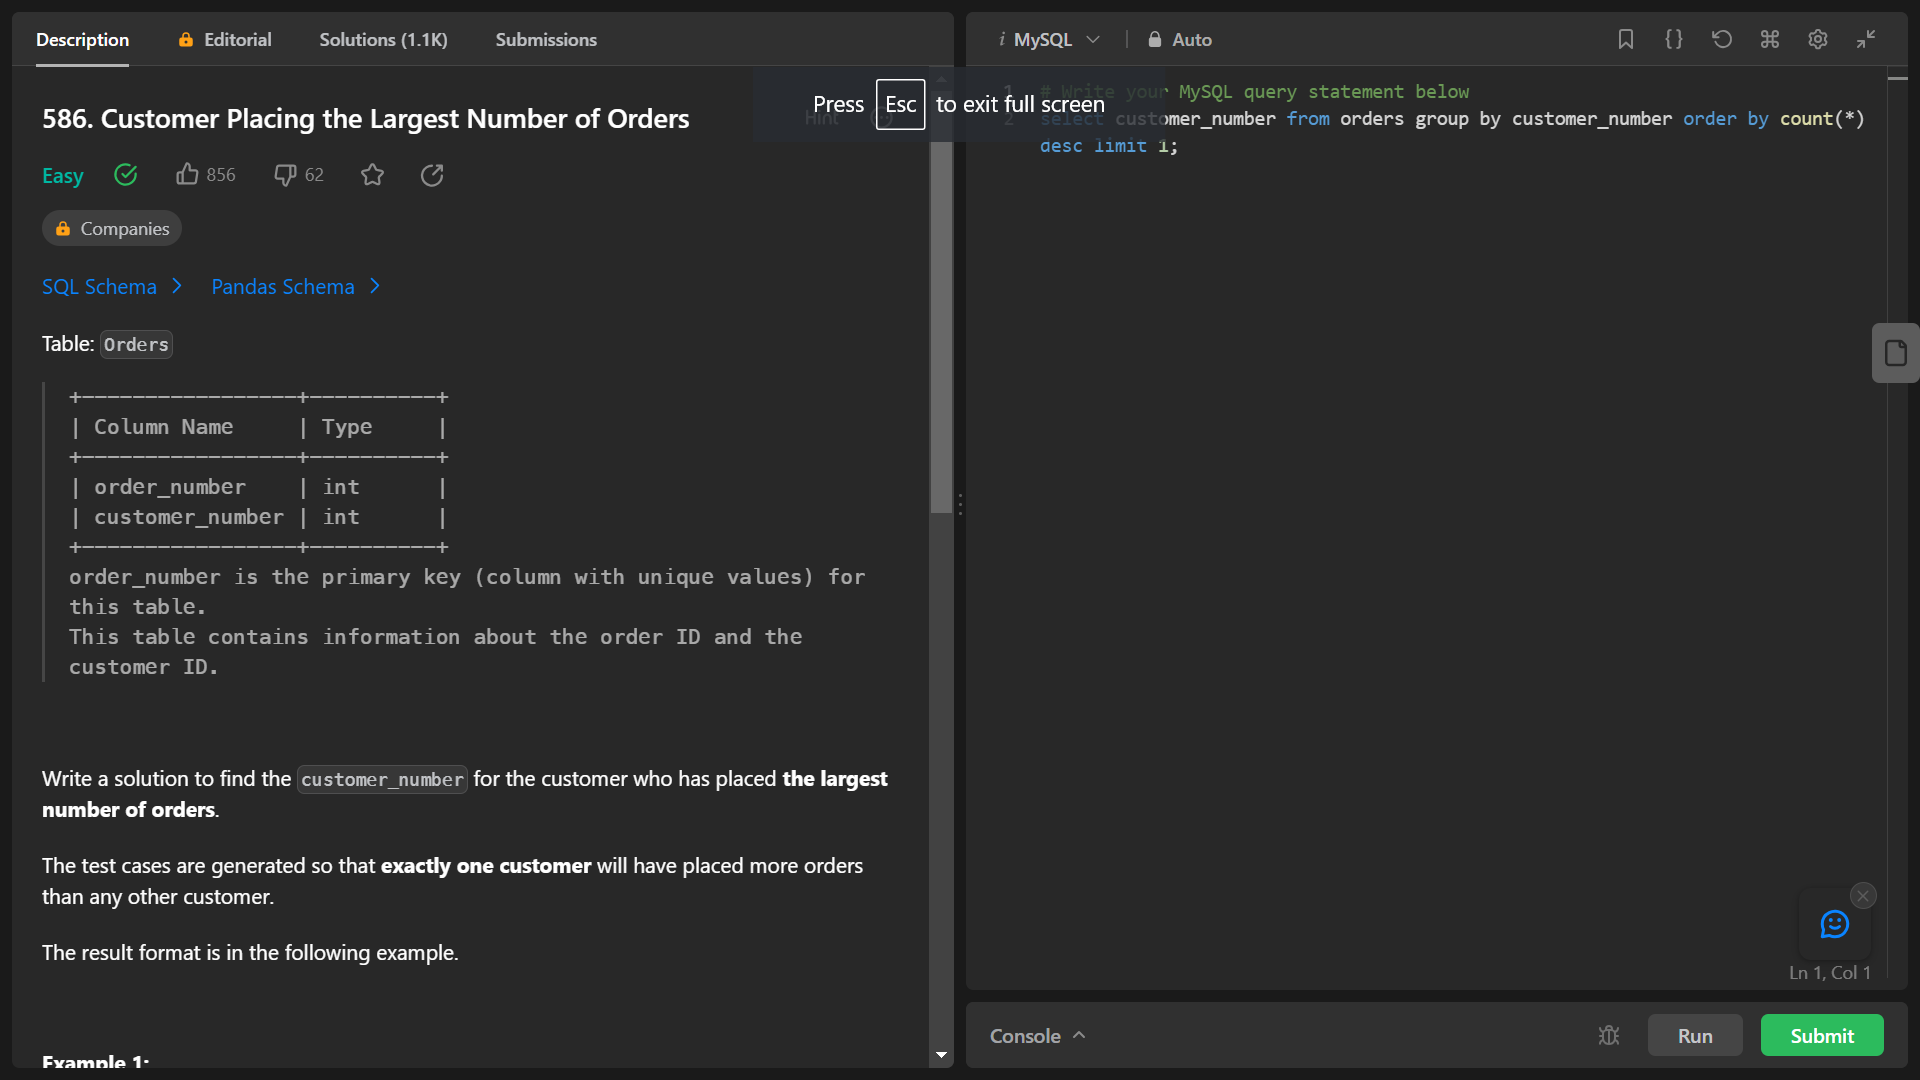 Description
Editorial
Solutions (1.1K)
Submissions
586. Customer Placing the Largest Number of Orders
Hint
Easy
856
62
Companies
SQL Schema
Pandas Schema
Table: Orders
+-----------------+----------+
| Column Name     | Type     |
+-----------------+----------+
| order_number    | int      |
| customer_number | int      |
+-----------------+----------+
order_number is the primary key (column with unique values) for
this table.
This table contains information about the order ID and the
customer ID.
Write a solution to find the customer_number for the customer who has placed the largest
number of orders.
The test cases are generated so that exactly one customer will have placed more orders
than any other customer.
The result format is in the following example.
Example 1:
Press Esc to exit full screen
i MySQL
Auto
1 # Write your MySQL query statement below
2 select customer_number from orders group by customer_number order by count(*)
desc limit 1;
Ln 1, Col 1
Console
Run
Submit